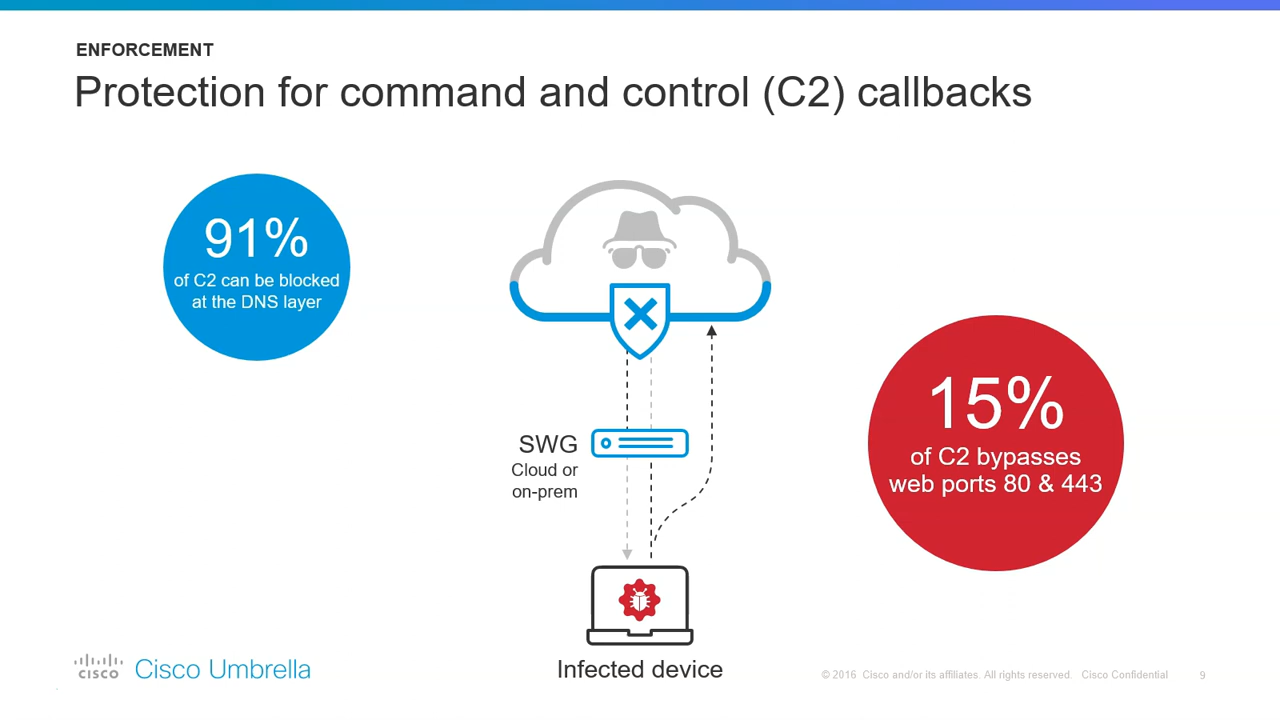 ENFORCEMENT
Protection for command and control (C2) callbacks
91%
of C2 can be blocked
at the DNS layer
15%
of C2 bypasses
web ports 80 & 443
SWG
Cloud or
on-prem
Infected device
CISCO Cisco Umbrella
© 2016 Cisco and/or its affiliates. All rights reserved. Cisco Confidential 9